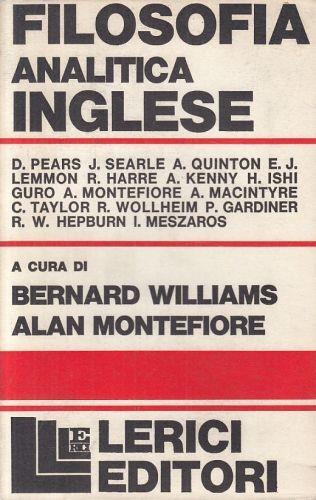 FILOSOFIA
ANALITICA
INGLESE
D. PEARS J. SEARLE A. QUINTON E. J.
LEMMON R. HARRE A. KENNY H. ISHI
GURO A. MONTEFIORE A. MACINTYRE
C. TAYLOR R. WOLLHEIM P. GARDINER
R. W. HEPBURN I. MESZAROS
A CURA DI
BERNARD WILLIAMS
ALAN MONTEFIORE
LERICI
EDITORI